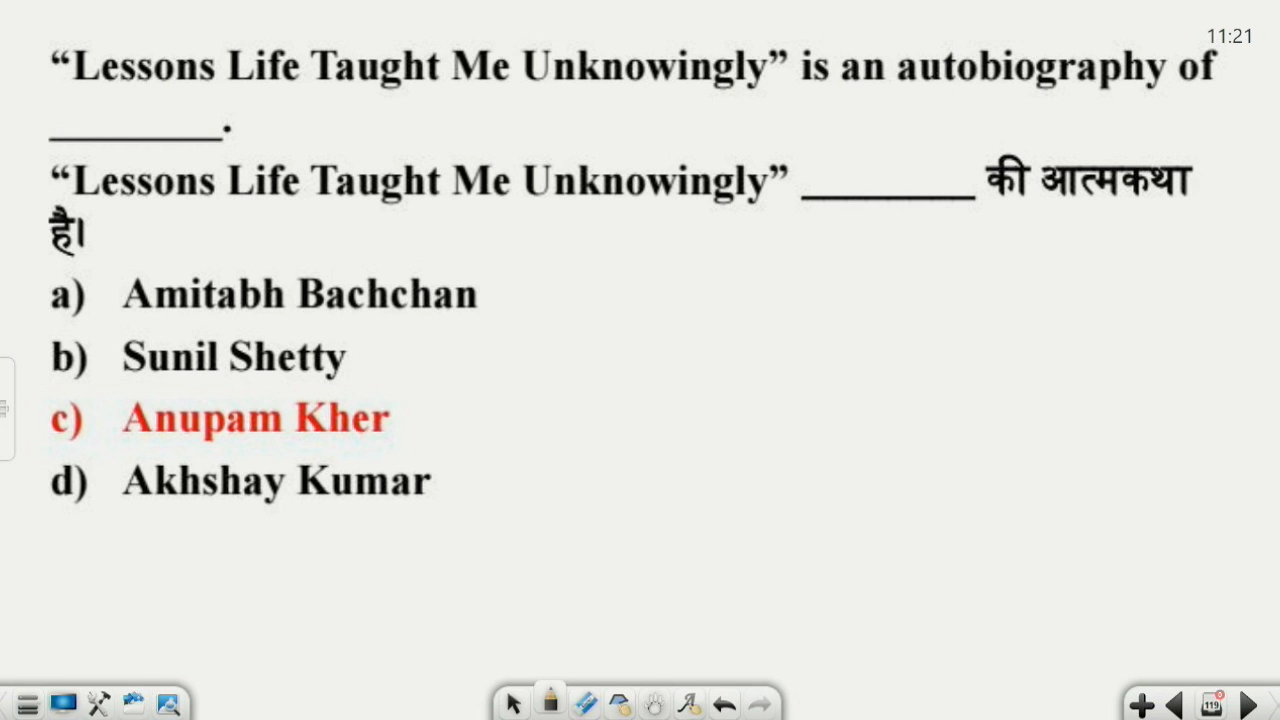 11:21
“Lessons Life Taught Me Unknowingly” is an autobiography of
________.
“Lessons Life Taught Me Unknowingly” ________ की आत्मकथा
है।
a) Amitabh Bachchan
b) Sunil Shetty
c) Anupam Kher
d) Akhshay Kumar
119